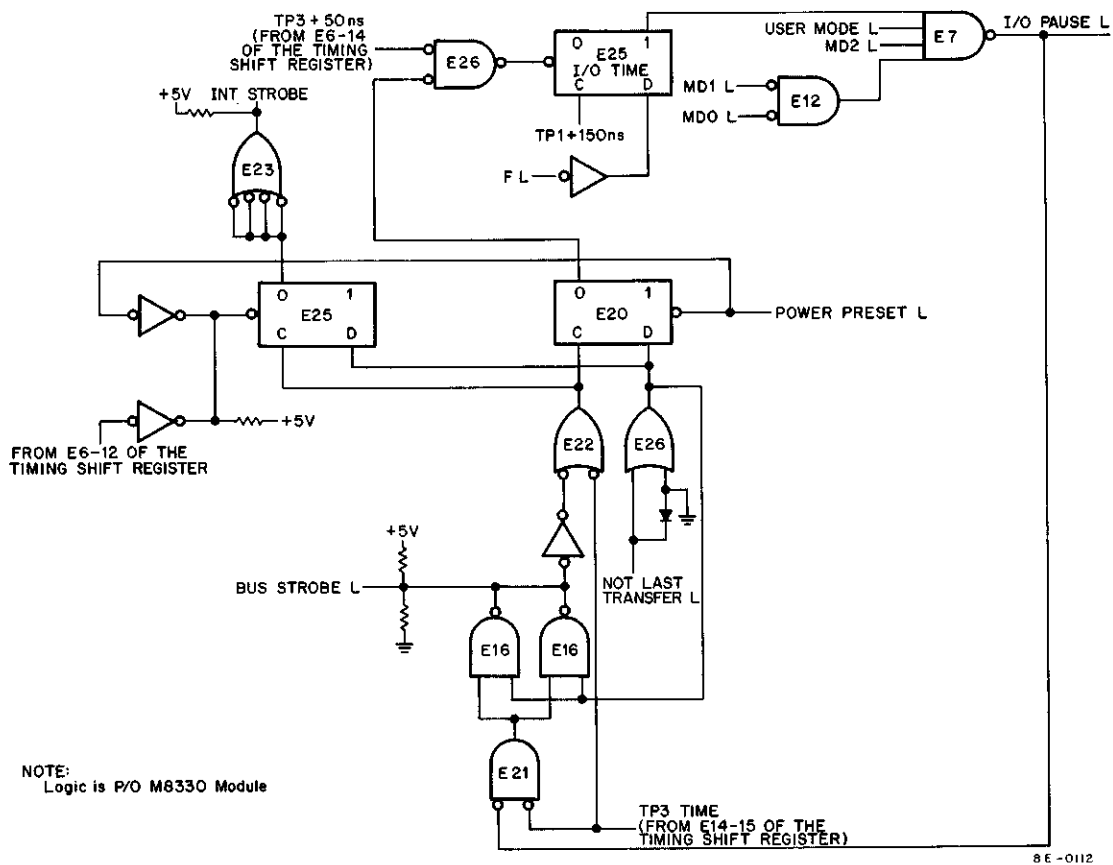 TP3 + 50ns
(FROM E6-14
OF THE TIMING
SHIFT REGISTER)
E26
0 1
E25
I/O TIME
C D
TP1+150ns
F L
USER MODE L
MD2 L
E7
I/O PAUSE L
MD1 L
MD0 L
E12
+5V INT STROBE
E23
0 1
E25
C D
0 1
E20
C D
POWER PRESET L
+5V
FROM E6-12 OF THE
TIMING SHIFT REGISTER
E22
E26
+5V
BUS STROBE L
NOT LAST
TRANSFER L
E16
E16
E21
NOTE:
Logic is P/O M8330 Module
TP3 TIME
(FROM E14-15 OF THE
TIMING SHIFT REGISTER)
8E-0112